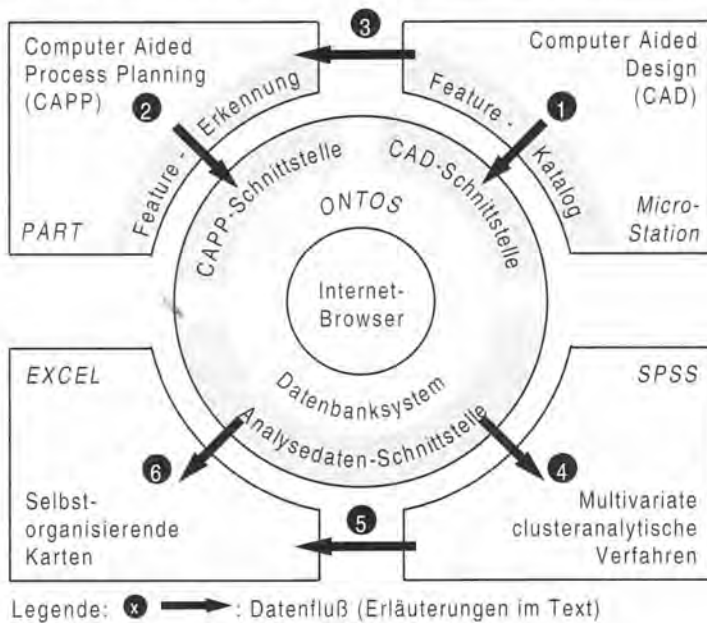 3
Computer Aided
Process Planning
(CAPP)
2
PART
Feature - Erkennung
Computer Aided
Design
(CAD)
1
Feature - Katalog
Micro-
Station
CAPP-Schnittstelle
CAD-Schnittstelle
ONTOS
Internet-
Browser
Datenbanksystem
Analysedaten-Schnittstelle
EXCEL
6
Selbst-
organisierende
Karten
5
SPSS
4
Multivariate
clusteranalytische
Verfahren
Legende: x : Datenfluß (Erläuterungen im Text)